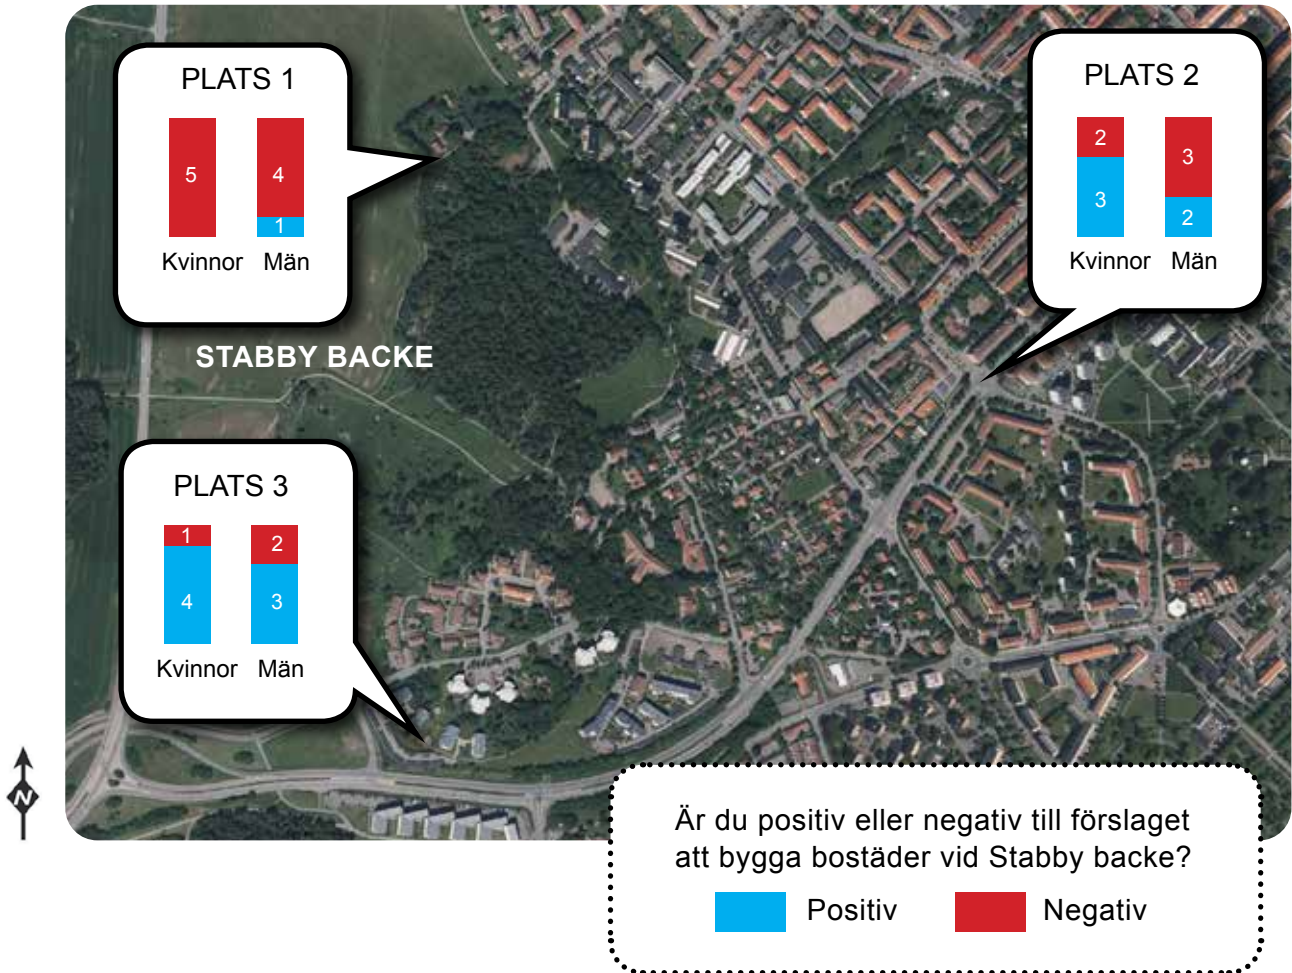 PLATS 1
5
4
1
Kvinnor Män
PLATS 2
2
3
3
2
Kvinnor Män
STABBY BACKE
PLATS 3
1
2
4
3
Kvinnor Män
N
Är du positiv eller negativ till förslaget
att bygga bostäder vid Stabby backe?
Positiv Negativ